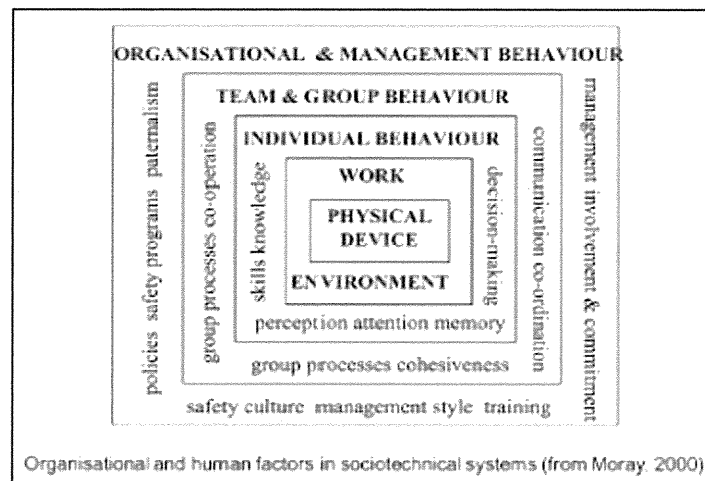 ORGANISATIONAL & MANAGEMENT BEHAVIOUR
policies safety programs paternalism
management involvement & commitment
safety culture management style training
TEAM & GROUP BEHAVIOUR
group processes co-operation
communication co-ordination
group processes cohesiveness
INDIVIDUAL BEHAVIOUR
skills knowledge
decision-making
perception attention memory
WORK
ENVIRONMENT
PHYSICAL
DEVICE
Organisational and human factors in sociotechnical systems (from Moray, 2000)